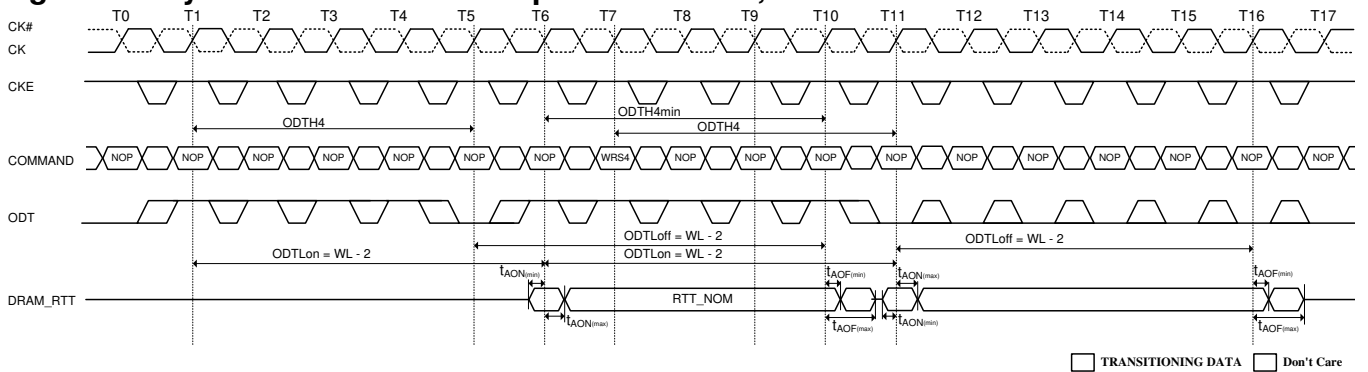 T0 T1 T2 T3 T4 T5 T6 T7 T8 T9 T10 T11 T12 T13 T14 T15 T16 T17
CK#
CK
CKE
ODTH4min
ODTH4
ODTH4
COMMAND NOP NOP NOP NOP NOP NOP NOP WRS4 NOP NOP NOP NOP NOP NOP NOP NOP NOP NOP
ODT
ODTLoff = WL - 2
ODTLoff = WL - 2
ODTLon = WL - 2
ODTLon = WL - 2
tAON(min)
tAOF(min)
tAON(max)
tAOF(min)
DRAM_RTT
RTT_NOM
tAON(max)
tAOF(max)
tAON(min)
tAOF(max)
TRANSITIONING DATA Don't Care